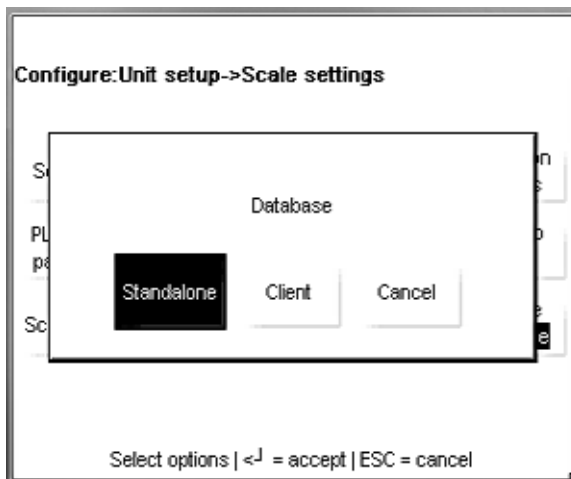 Configure:Unit setup->Scale settings
Database
Standalone Client Cancel
Select options | <┘ = accept | ESC = cancel